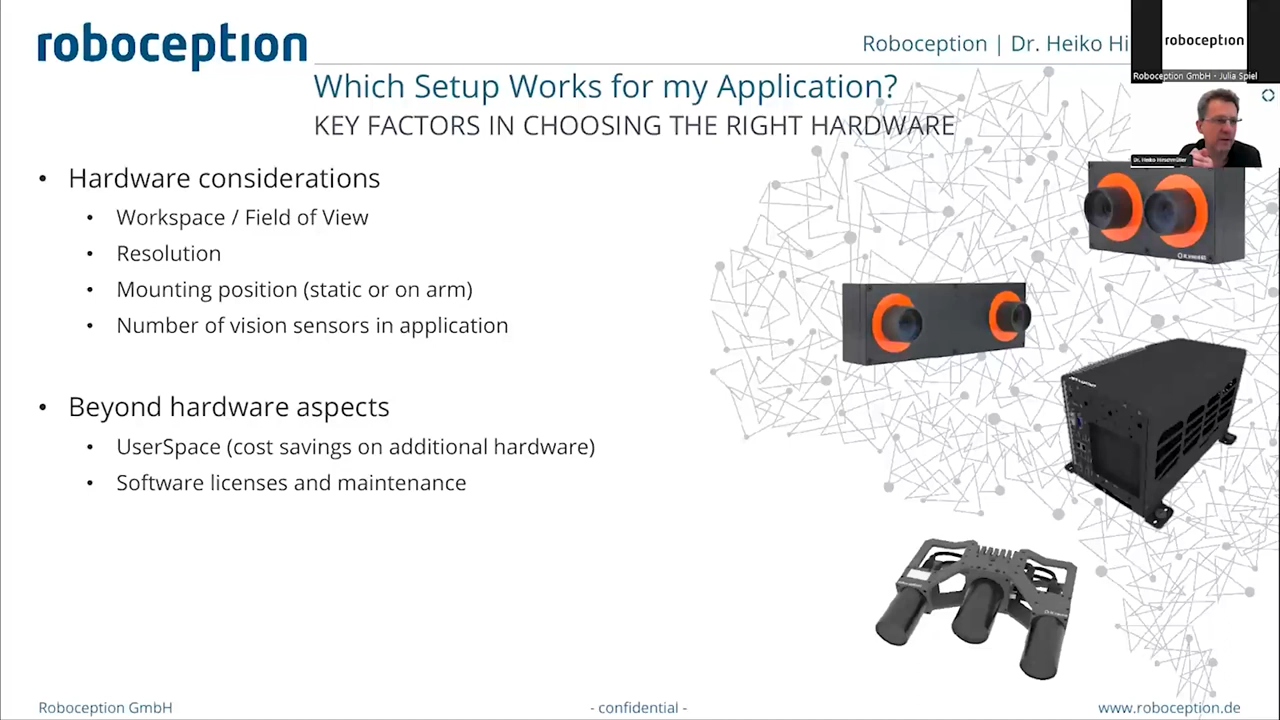 roboception
Roboception | Dr. Heiko Hi
roboception
Roboception GmbH - Julia Spiel
Dr. Heiko Hirschmüller
Which Setup Works for my Application?
KEY FACTORS IN CHOOSING THE RIGHT HARDWARE
• Hardware considerations
• Workspace / Field of View
• Resolution
• Mounting position (static or on arm)
• Number of vision sensors in application
• Beyond hardware aspects
• UserSpace (cost savings on additional hardware)
• Software licenses and maintenance
Roboception GmbH
- confidential -
www.roboception.de